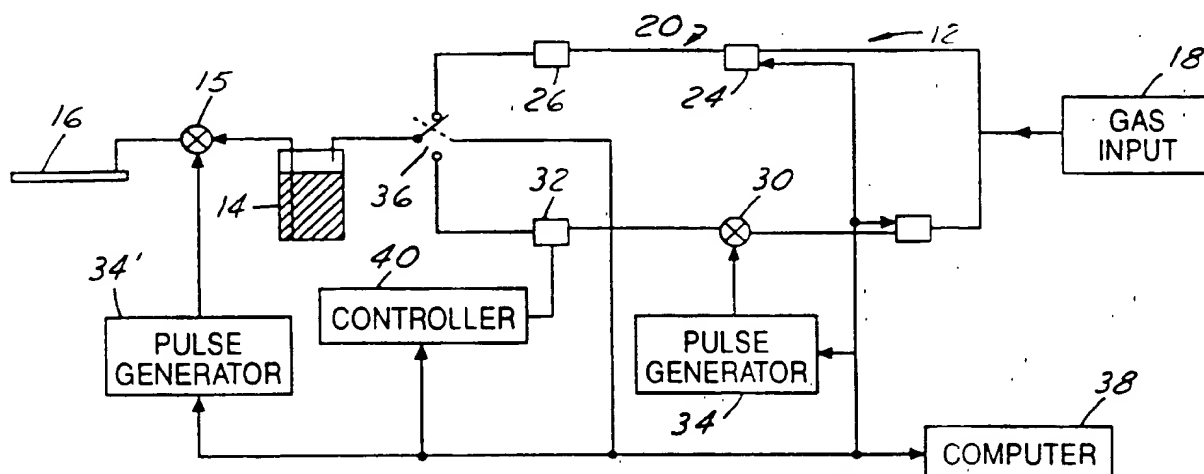 20
12
18
15
26
24
GAS
INPUT
16
36
32
30
14
40
34'
CONTROLLER
PULSE
GENERATOR
PULSE
GENERATOR
38
34
COMPUTER